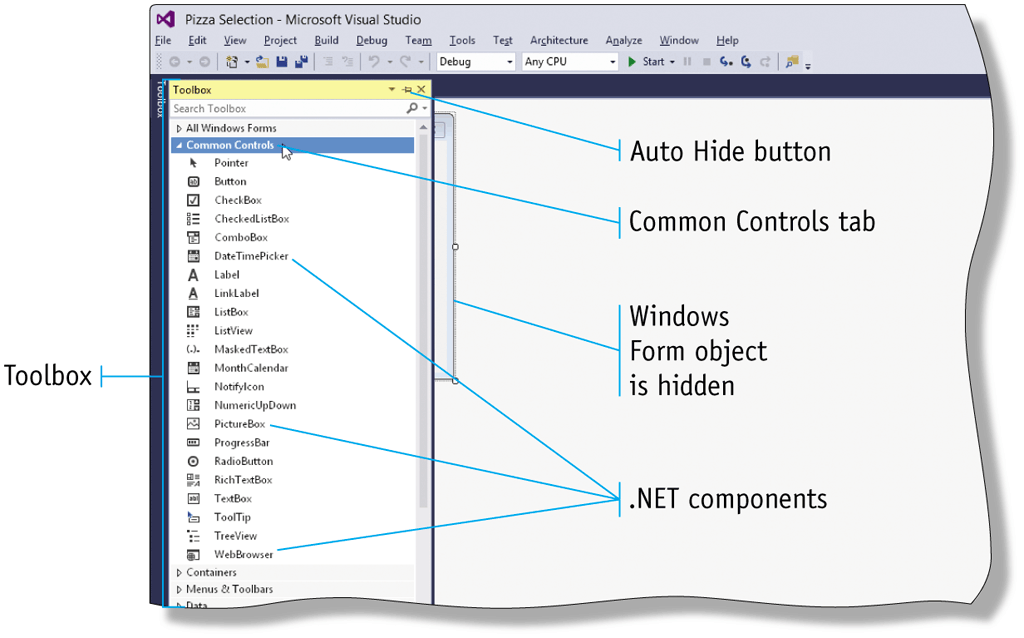 Pizza Selection - Microsoft Visual Studio
File Edit View Project Build Debug Team Tools Test Architecture Analyze Window Help
Debug Any CPU Start
Toolbox
Toolbox
Search Toolbox
All Windows Forms
Common Controls
Pointer
Button
CheckBox
CheckedListBox
ComboBox
DateTimePicker
Label
LinkLabel
ListBox
ListView
MaskedTextBox
MonthCalendar
NotifyIcon
NumericUpDown
PictureBox
ProgressBar
RadioButton
RichTextBox
TextBox
ToolTip
TreeView
WebBrowser
Containers
Menus & Toolbars
Data
Toolbox
Auto Hide button
Common Controls tab
Windows
Form object
is hidden
.NET components